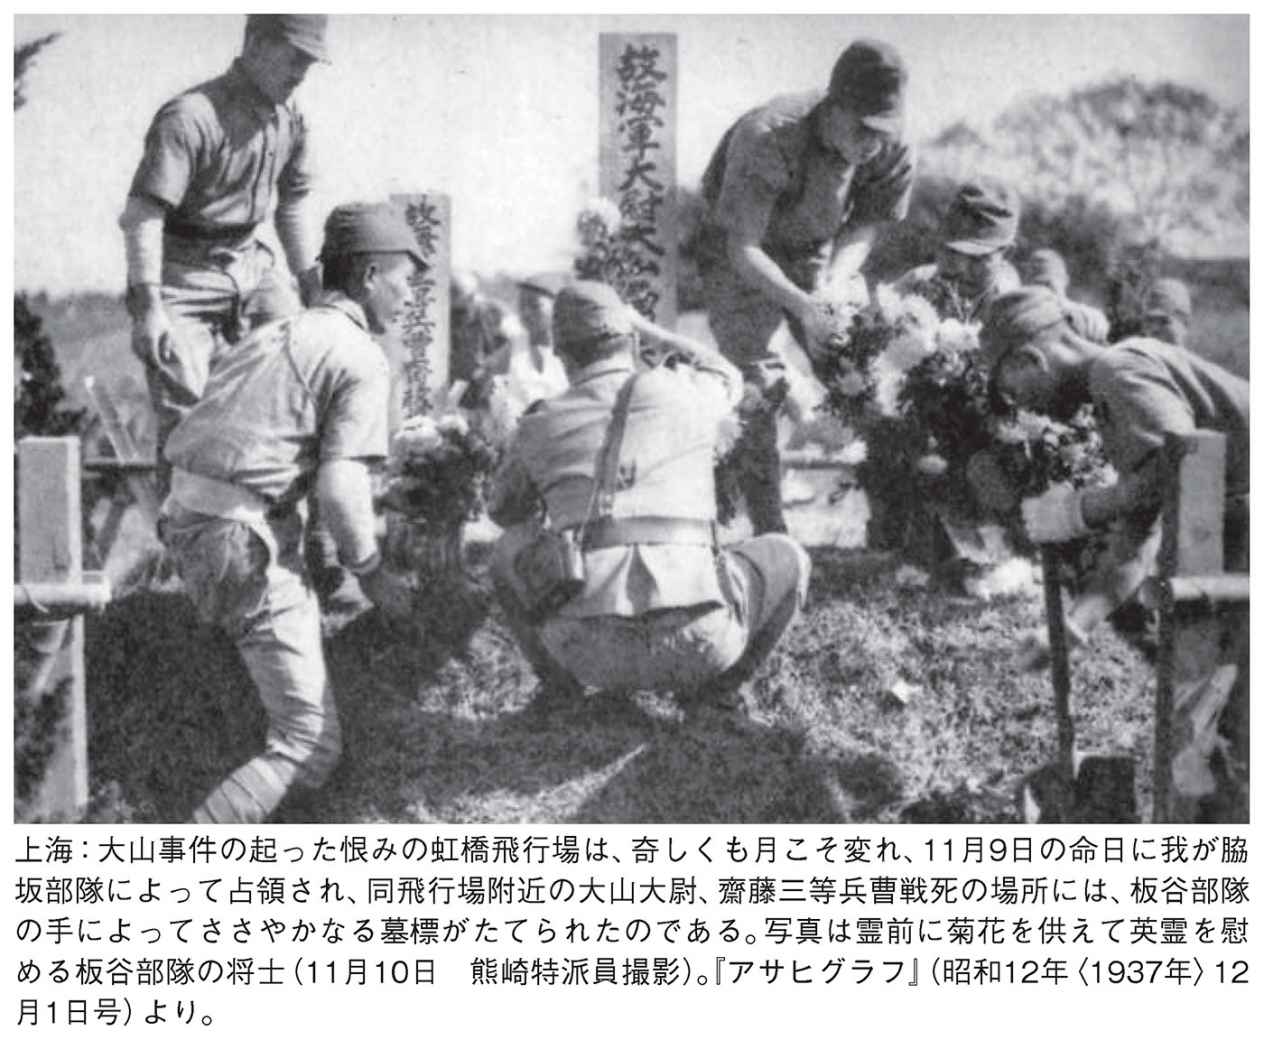 故海軍大尉大山勇
故
上海：大山事件の起った恨みの虹橋飛行場は、奇しくも月こそ変れ、11月9日の命日に我が脇
坂部隊によって占領され、同飛行場附近の大山大尉、齋藤三等兵曹戦死の場所には、板谷部隊
の手によってささやかなる墓標がたてられたのである。写真は霊前に菊花を供えて英霊を慰
める板谷部隊の将士（11月10日　熊崎特派員撮影）。『アサヒグラフ』（昭和12年〈1937年〉12
月1日号）より。